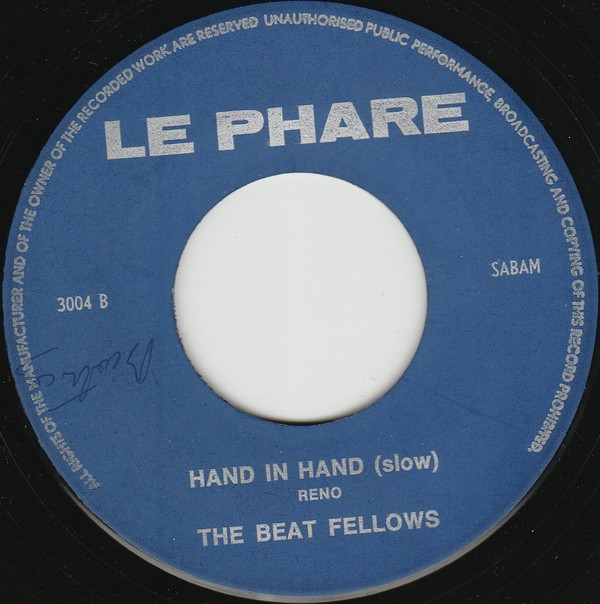 ALL RIGHTS OF THE MANUFACTURER AND OF THE OWNER OF THE RECORDED WORK ARE RESERVED UNAUTHORISED PUBLIC PERFORMANCE, BROADCASTING AND COPYING OF THIS RECORD PROHIBITED.
LE PHARE
SABAM
3004 B
HAND IN HAND (slow)
RENO
THE BEAT FELLOWS